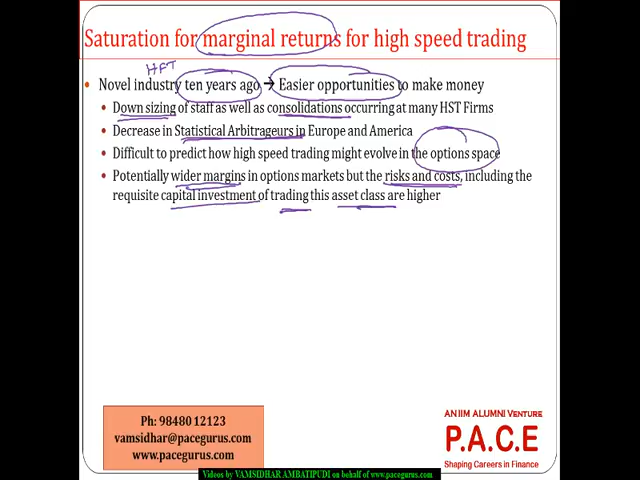 Saturation for marginal returns for high speed trading
HFT
Novel industry ten years ago → Easier opportunities to make money
Down sizing of staff as well as consolidations occurring at many HST Firms
Decrease in Statistical Arbitrageurs in Europe and America
Difficult to predict how high speed trading might evolve in the options space
Potentially wider margins in options markets but the risks and costs, including the
requisite capital investment of trading this asset class are higher
Ph: 98480 12123
vamsidhar@pacegurus.com
www.pacegurus.com
AN IIM ALUMNI VENTURE
P.A.C.E
Shaping Careers in Finance
Videos by VAMSIDHAR AMBATIPUDI on behalf of www.pacegurus.com